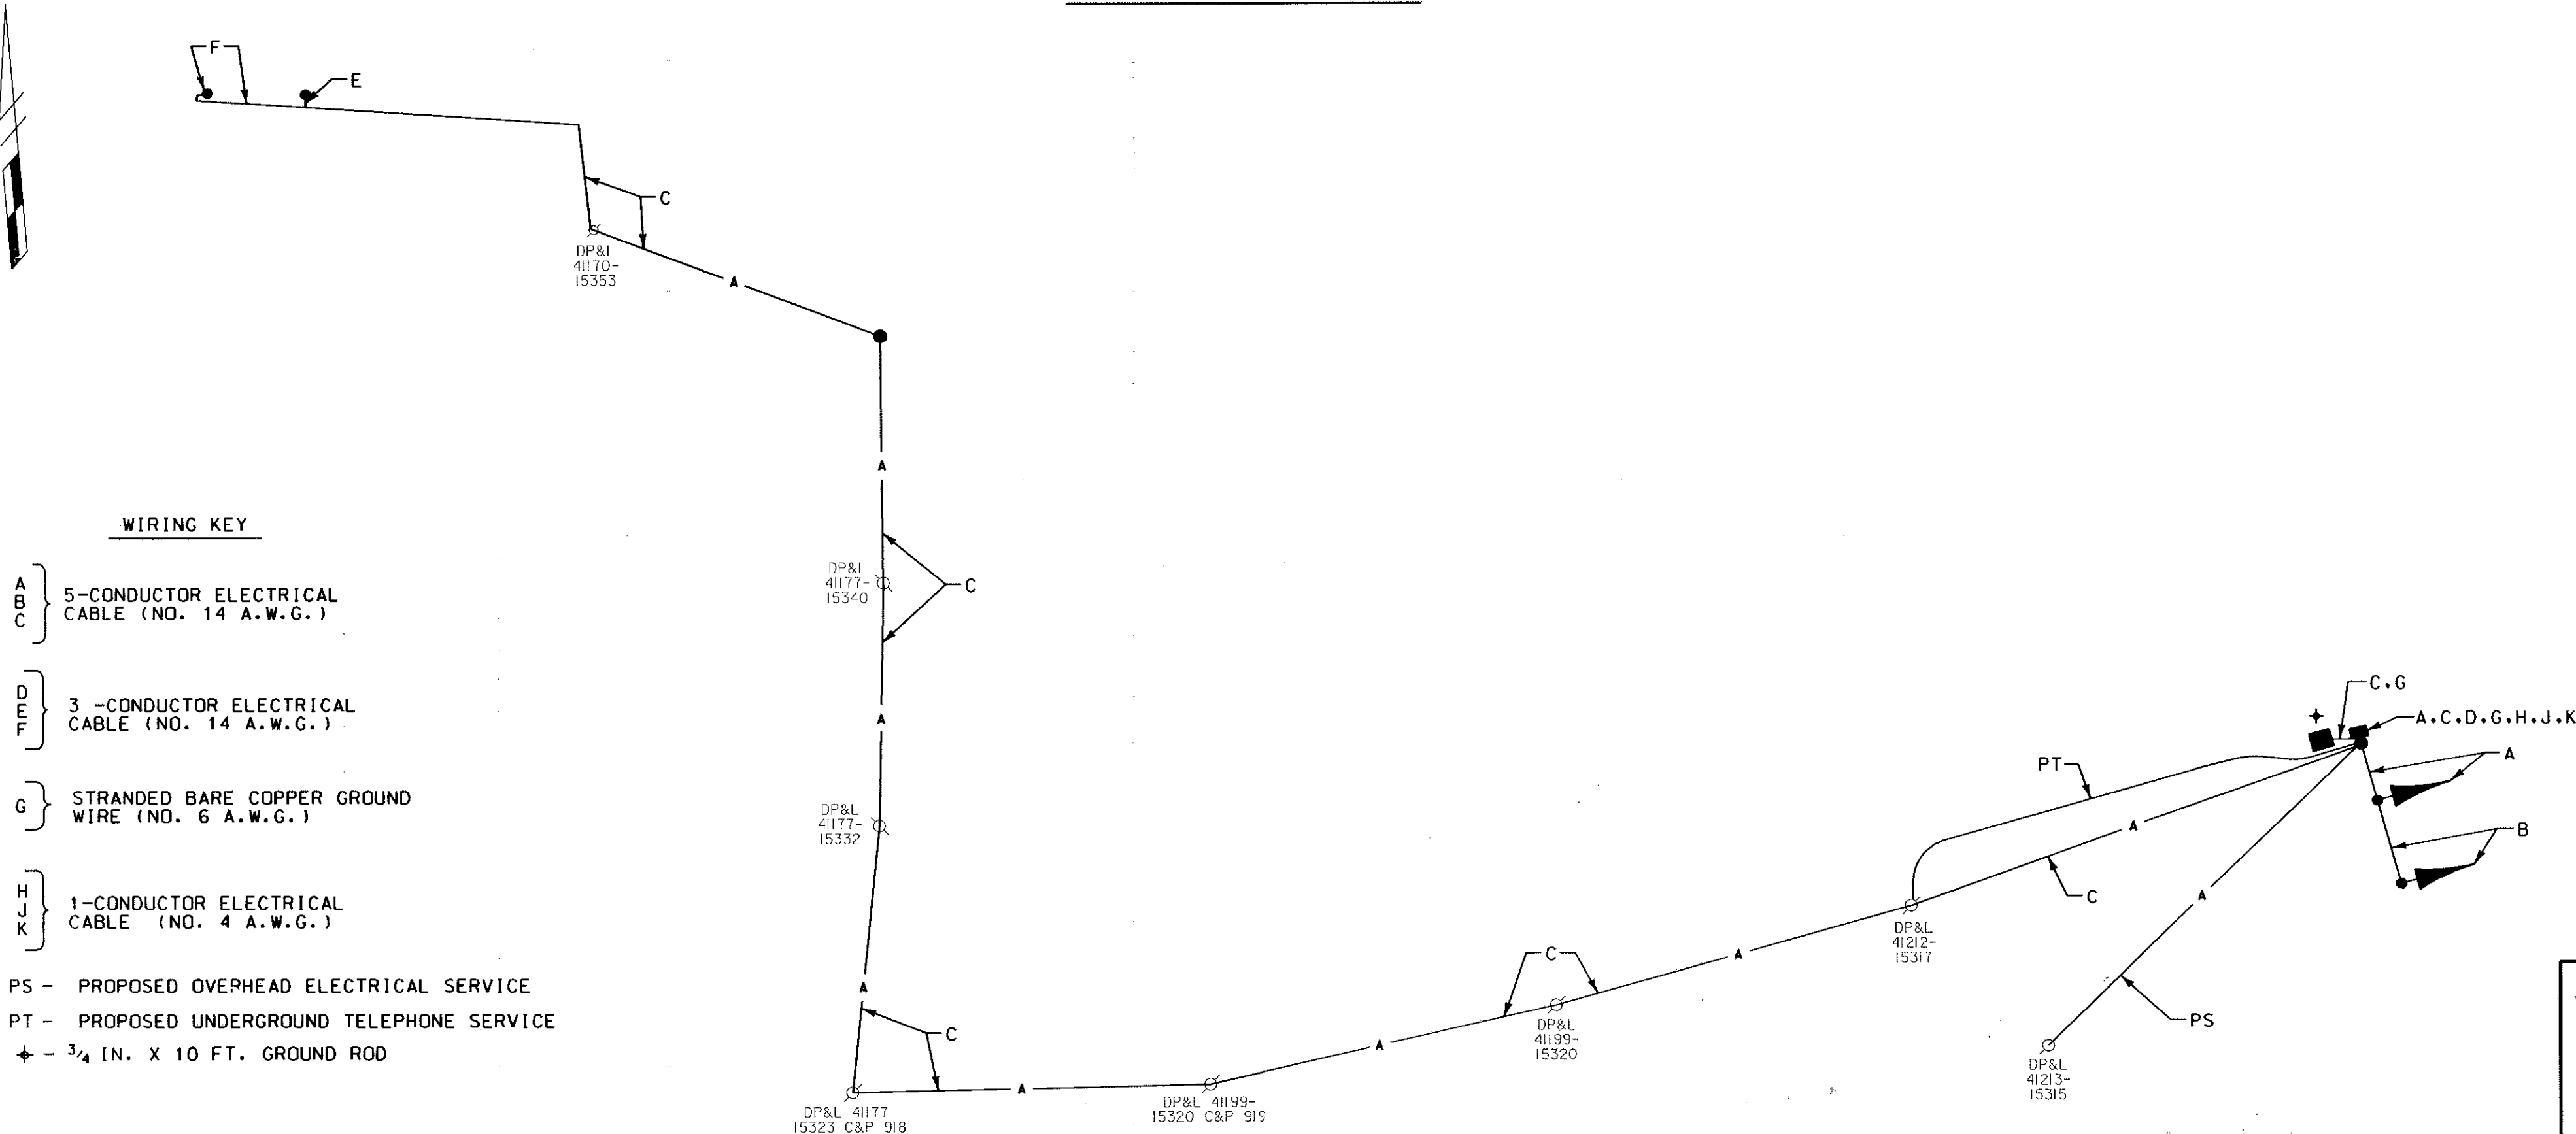 F
E
C
DP&L
41170-
15353
A
A
WIRING KEY
A
B
C
5-CONDUCTOR ELECTRICAL
CABLE (NO. 14 A.W.G.)
DP&L
41177-
15340
C
D
E
F
3 -CONDUCTOR ELECTRICAL
CABLE (NO. 14 A.W.G.)
A
C,G
A,C,D,G,H,J,K
A
PT
G
STRANDED BARE COPPER GROUND
WIRE (NO. 6 A.W.G.)
DP&L
41177-
15332
A
B
H
J
K
1-CONDUCTOR ELECTRICAL
CABLE (NO. 4 A.W.G.)
C
A
DP&L
41212-
15317
PS - PROPOSED OVERHEAD ELECTRICAL SERVICE
A
C
A
PT - PROPOSED UNDERGROUND TELEPHONE SERVICE
PS
C
DP&L
41199-
15320
- 3/4 IN. X 10 FT. GROUND ROD
A
DP&L
41213-
15315
A
DP&L 41177-
15323 C&P 918
DP&L 41199-
15320 C&P 919